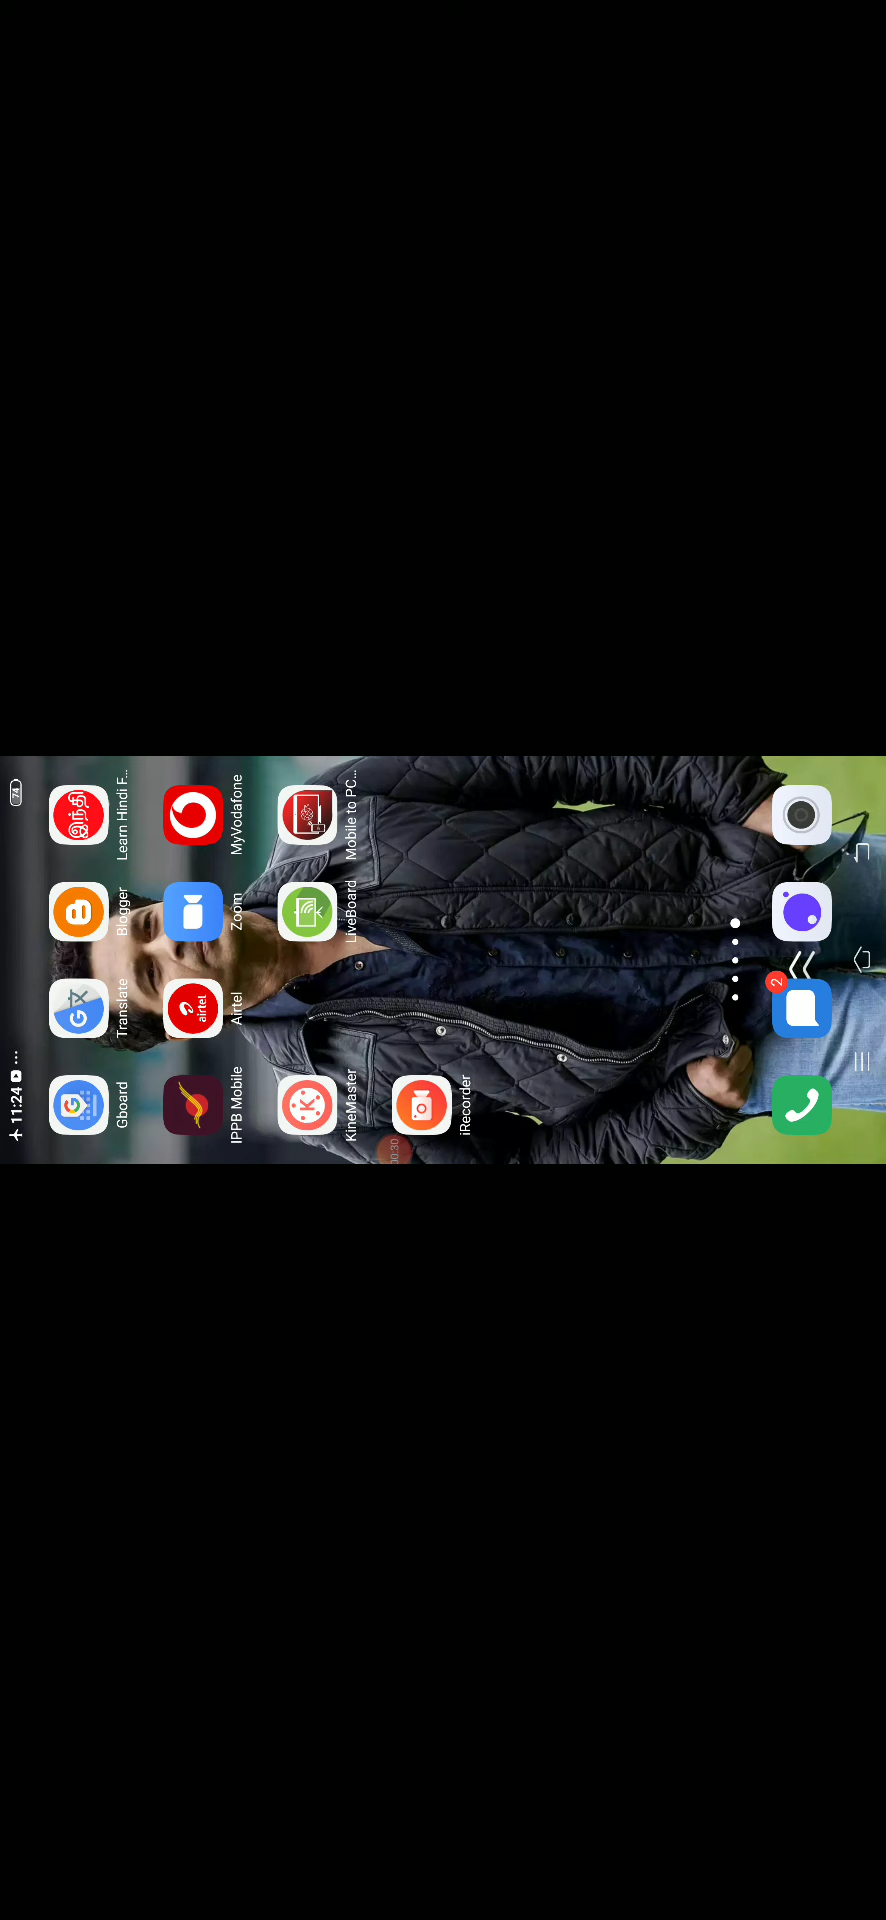 11:24 ...
74
Gboard
Translate
Blogger
இந்தி
Learn Hindi F...
IPPB Mobile
airtel
Airtel
Zoom
MyVodafone
KineMaster
LiveBoard
Mobile to PC...
iRecorder
00:30
2